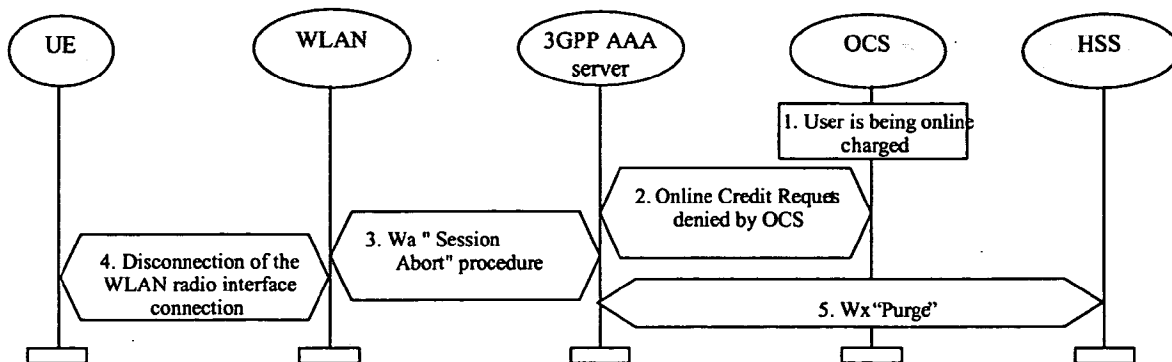 UE
WLAN
3GPP AAA
server
OCS
HSS
1. User is being online
charged
2. Online Credit Reques
denied by OCS
3. Wa " Session
Abort" procedure
4. Disconnection of the
WLAN radio interface
connection
5. Wx "Purge"